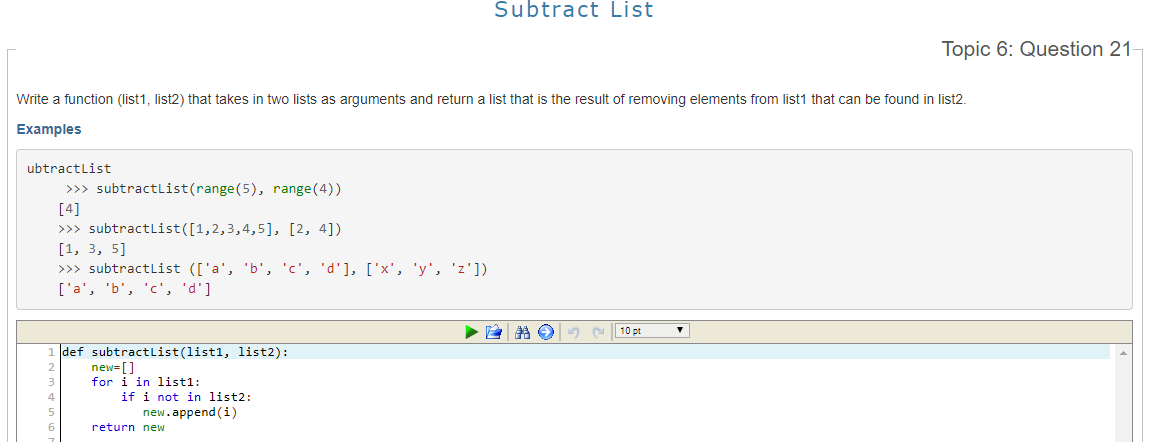 Subtract List
Topic 6: Question 21
Write a function (list1, list2) that takes in two lists as arguments and return a list that is the result of removing elements from list1 that can be found in list2.
Examples
ubtractList
>>> subtractList(range(5), range(4))
[4]
>>> subtractList([1,2,3,4,5], [2, 4])
[1, 3, 5]
>>> subtractList (['a', 'b', 'c', 'd'], ['x', 'y', 'z'])
['a', 'b', 'c', 'd']
10 pt
1 def subtractList(list1, list2):
2 new=[]
3 for i in list1:
4 if i not in list2:
5 new.append(i)
6 return new
7